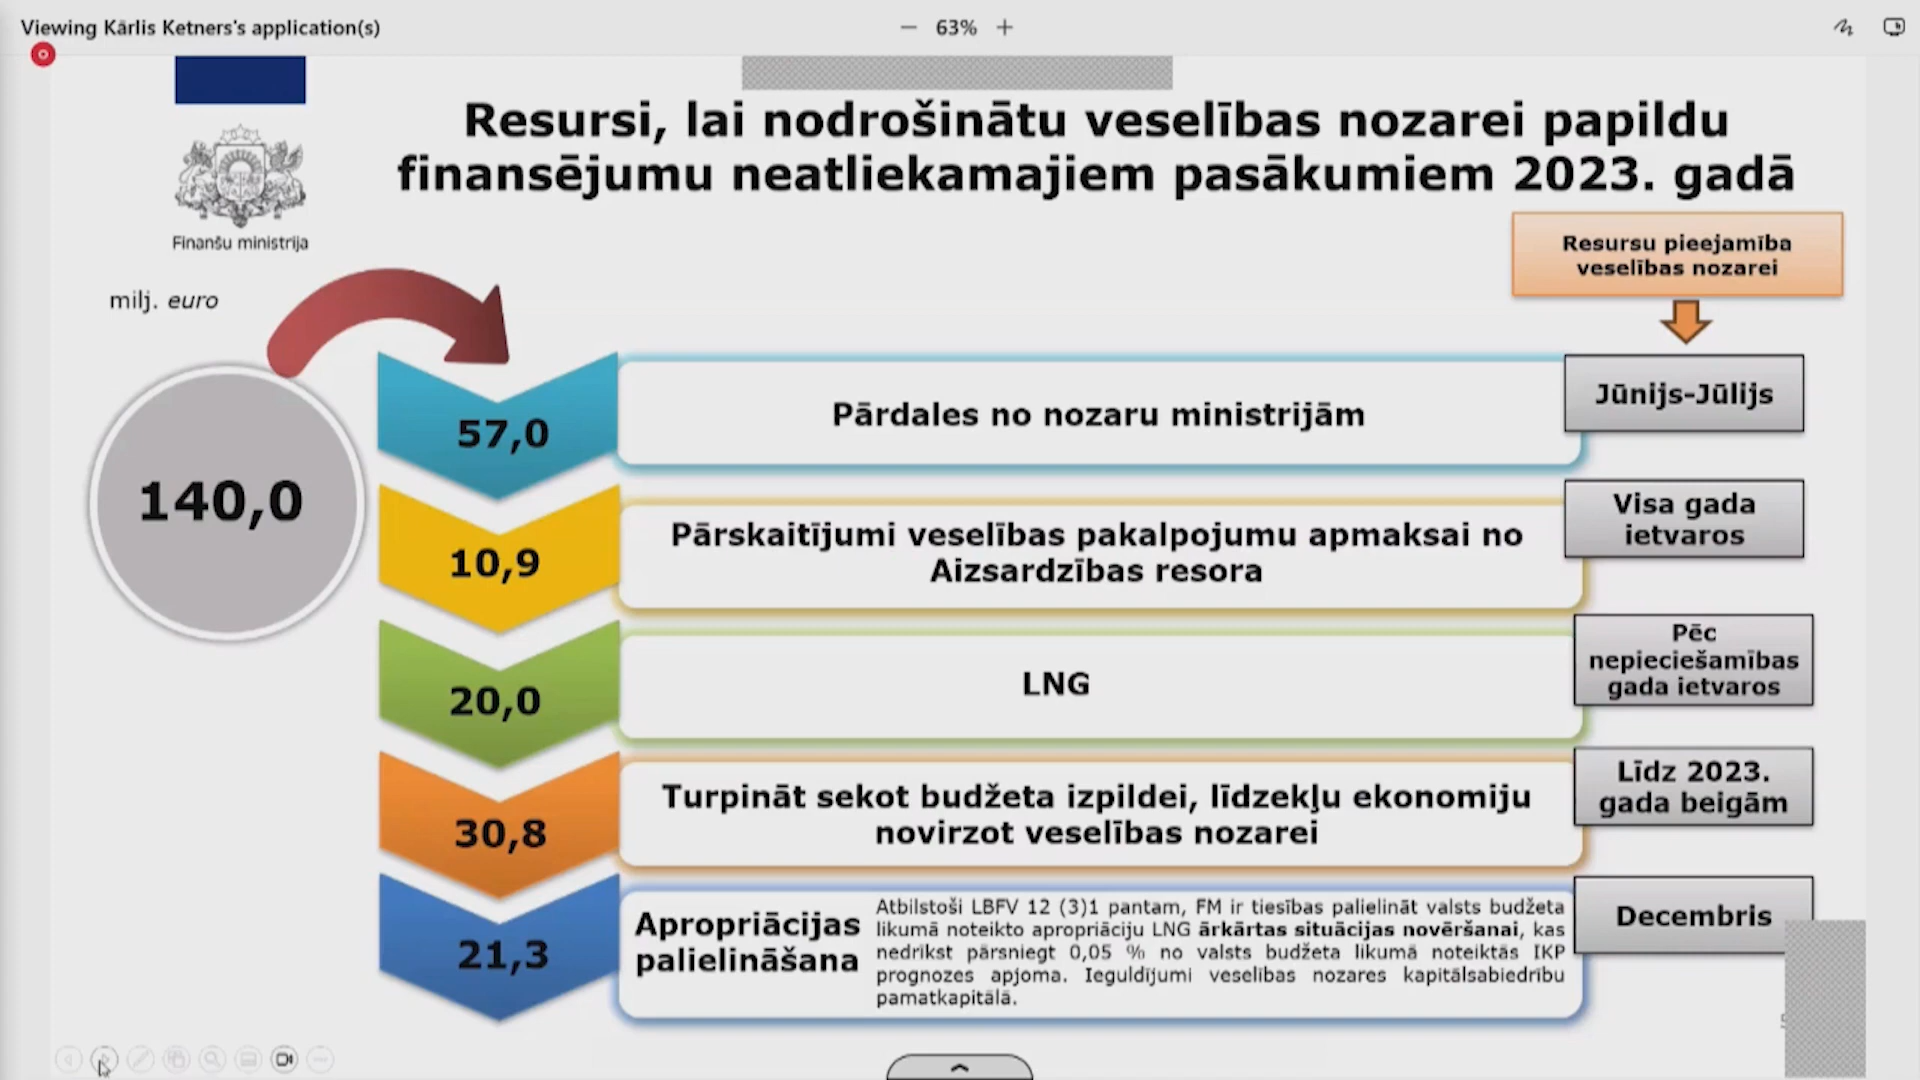 Viewing Kārlis Ketners's application(s)
63%
Resursi, lai nodrošinātu veselības nozarei papildu
finansējumu neatliekamajiem pasākumiem 2023. gadā
Finanšu ministrija
Resursu pieejamība
veselības nozarei
milj. euro
140,0
57,0
Pārdales no nozaru ministrijām
Jūnijs-Jūlijs
10,9
Pārskaitījumi veselības pakalpojumu apmaksai no
Aizsardzības resora
Visa gada
ietvaros
20,0
LNG
Pēc
nepieciešamības
gada ietvaros
30,8
Turpināt sekot budžeta izpildei, līdzekļu ekonomiju
novirzot veselības nozarei
Līdz 2023.
gada beigām
21,3
Apropriācijas
palielināšana
Atbilstoši LBFV 12 (3)1 pantam, FM ir tiesības palielināt valsts budžeta
likumā noteikto apropriāciju LNG ārkārtas situācijas novēršanai, kas
nedrīkst pārsniegt 0,05 % no valsts budžeta likumā noteiktās IKP
prognozes apjoma. Ieguldījumi veselības nozares kapitālsabiedrību
pamatkapitālā.
Decembris